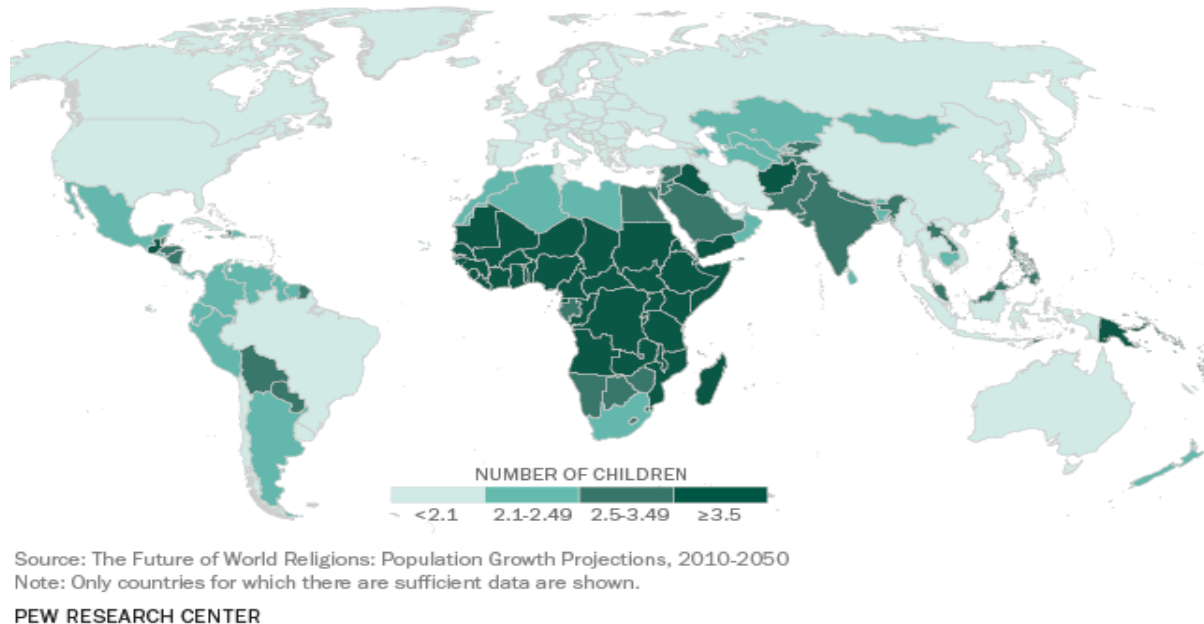 NUMBER OF CHILDREN
<2.1 2.1-2.49 2.5-3.49 ≥3.5
Source: The Future of World Religions: Population Growth Projections, 2010-2050
Note: Only countries for which there are sufficient data are shown.
PEW RESEARCH CENTER